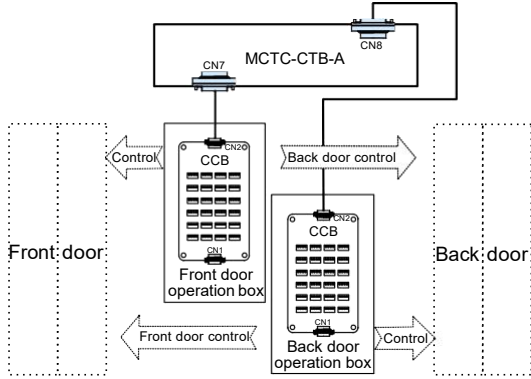 CN8
MCTC-CTB-A
CN7
CN2
CCB
Control
Back door control
CN2
CCB
Front door
Back door
CN1
Front door
operation box
CN1
Front door control
Control
Back door
operation box